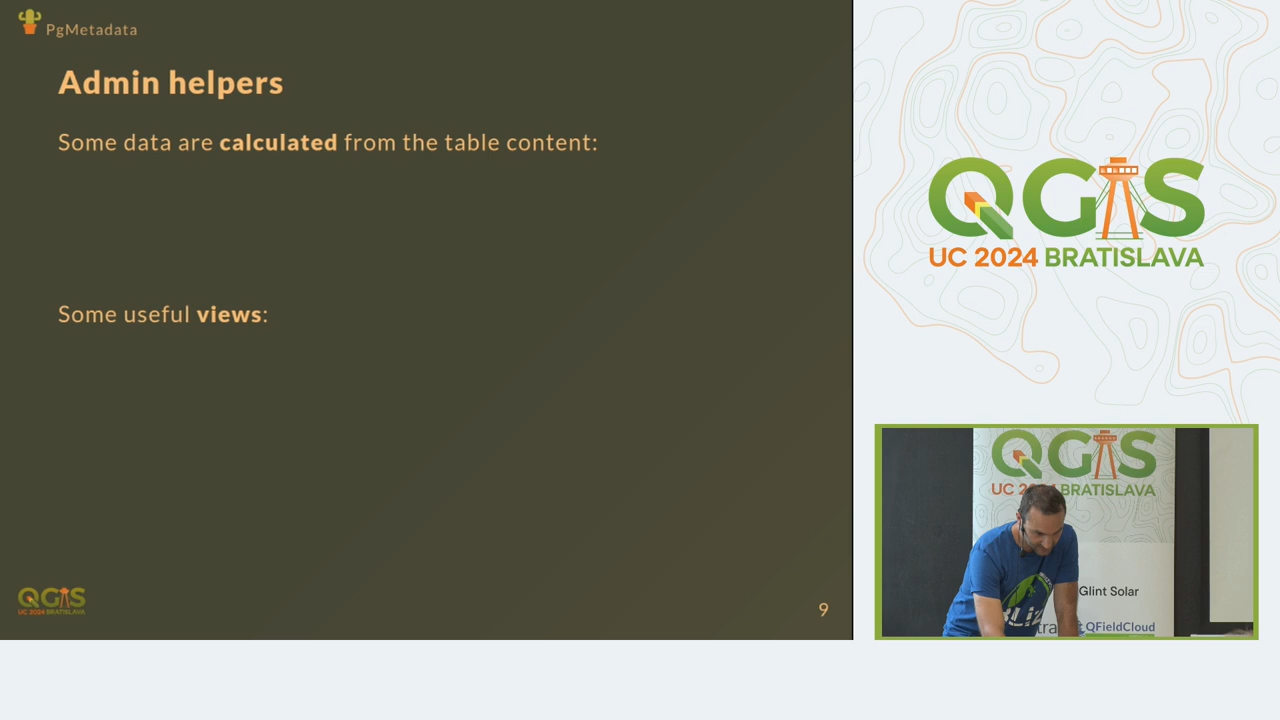 PgMetadata
Admin helpers
Some data are calculated from the table content:
Some useful views:
QGIS
UC 2024 BRATISLAVA
9
QGIS
UC 2024 BRATISLAVA
QGIS
UC 2024 BRATISLAVA
Glint Solar
QFieldCloud